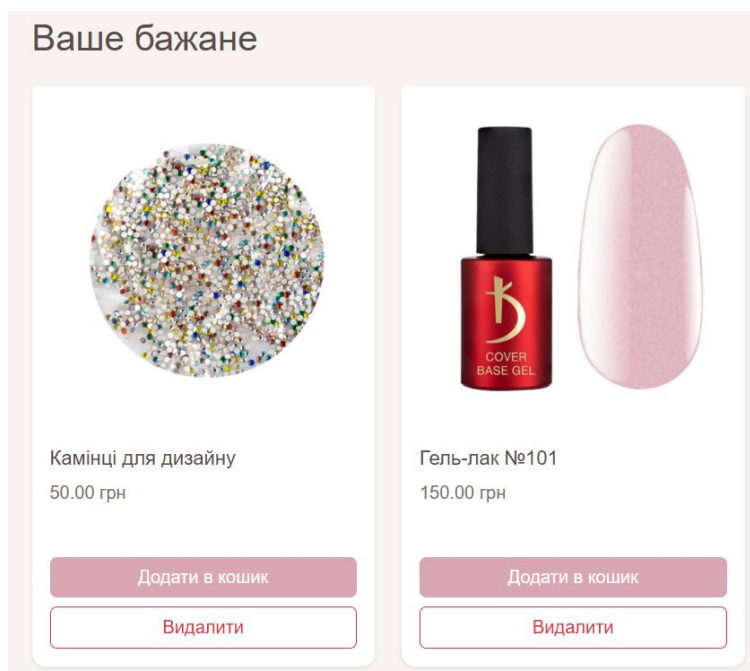 Ваше бажане
COVER
BASE GEL
Камінці для дизайну
50.00 грн
Додати в кошик
Видалити
Гель-лак №101
150.00 грн
Додати в кошик
Видалити